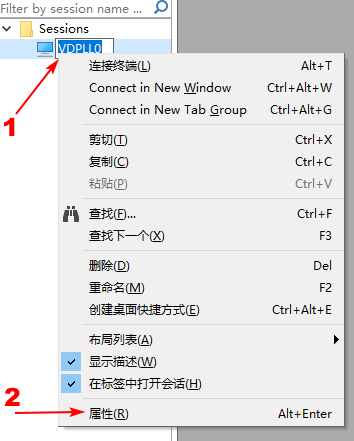 Filter by session name ...
Sessions
VDPLL0
1
连接终端(L) Alt+T
Connect in New Window Ctrl+Alt+W
Connect in New Tab Group Ctrl+Alt+G
剪切(T) Ctrl+X
复制(C) Ctrl+C
粘贴(P) Ctrl+V
查找(F)... Ctrl+F
查找下一个(X) F3
删除(D) Del
重命名(M) F2
创建桌面快捷方式(E) Ctrl+Alt+E
布局列表(A)
显示描述(W)
在标签中打开会话(H)
2
属性(R) Alt+Enter